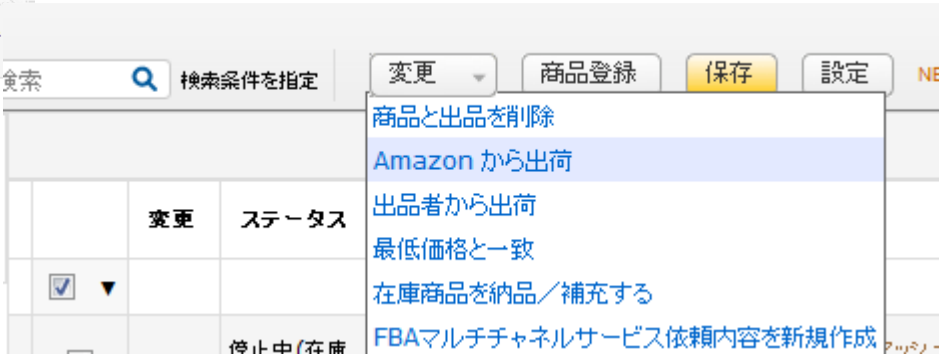 検索
検索条件を指定
変更
商品登録
保存
設定
NE
商品と出品を削除
Amazon から出荷
出品者から出荷
最低価格と一致
在庫商品を納品／補充する
FBAマルチチャネルサービス依頼内容を新規作成
変更
ステータス
停止中(在庫